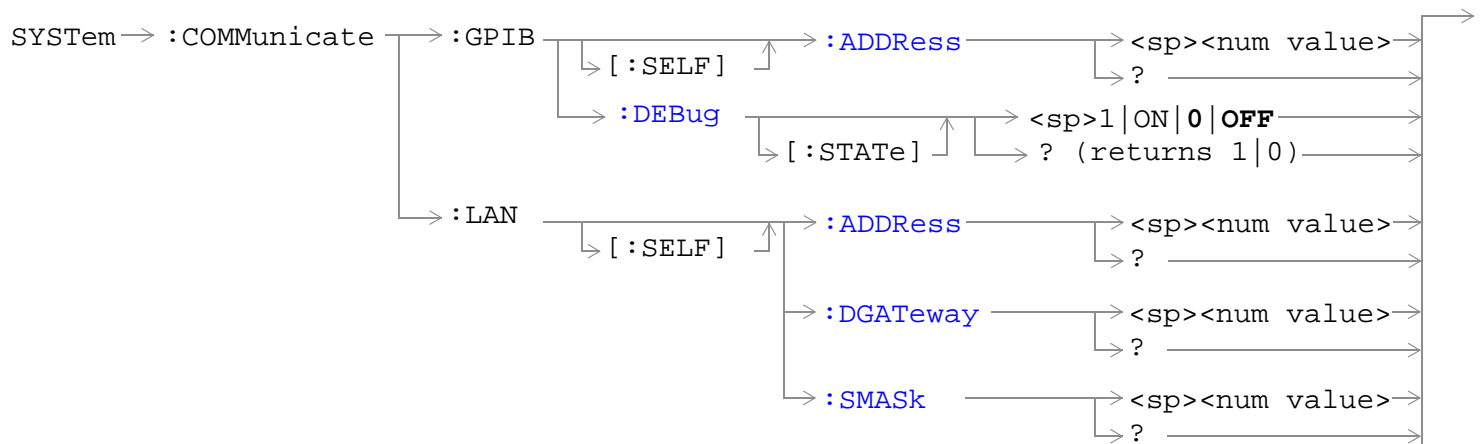 SYSTem :COMMunicate :GPIB :ADDRess <sp><num value>
[:SELF] ?
:DEBug <sp>1|ON|0|OFF
[:STATe] ? (returns 1|0)
:LAN :ADDRess <sp><num value>
[:SELF] ?
:DGATeway <sp><num value>
?
:SMASk <sp><num value>
?